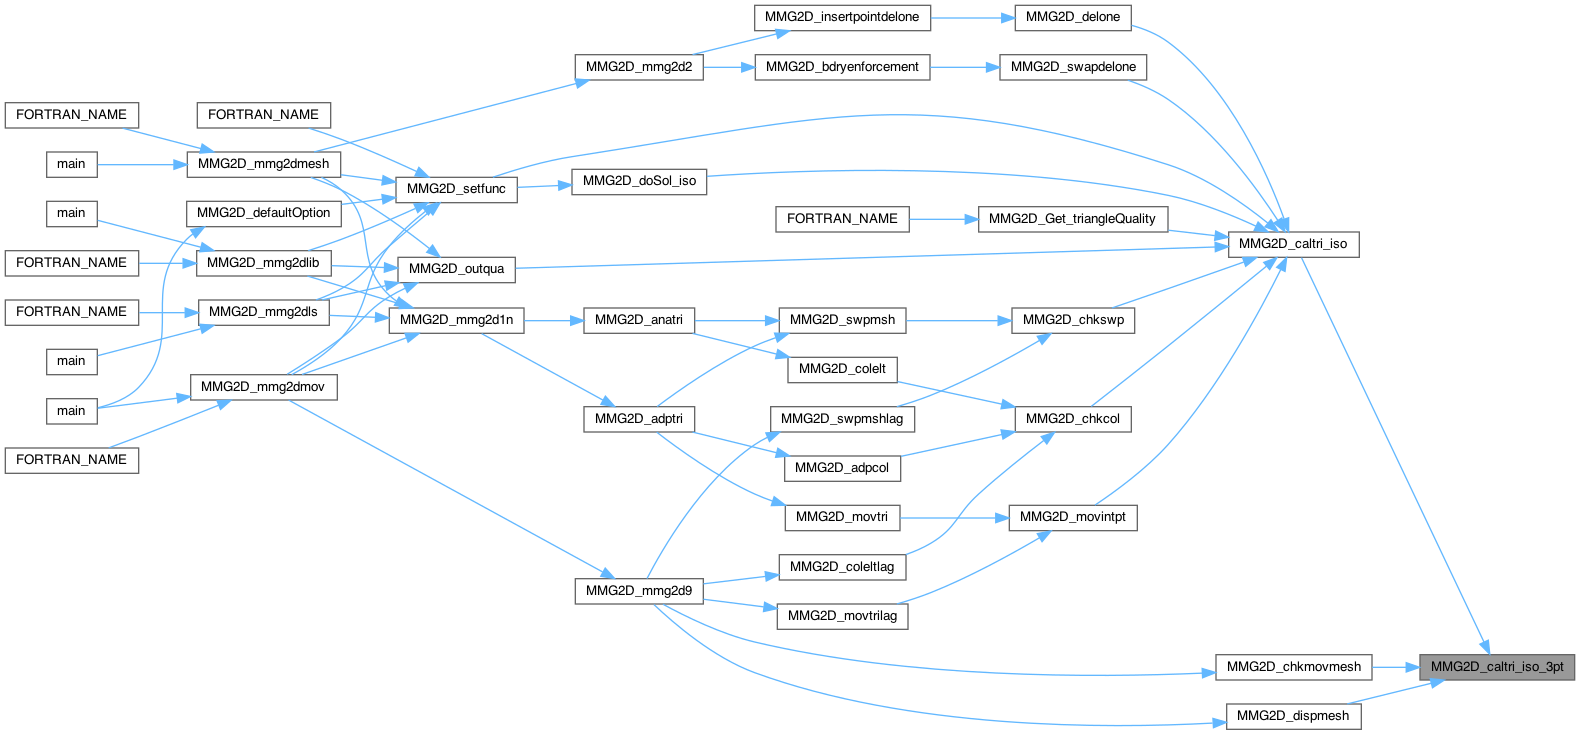 MMG2D_insertpointdelone
MMG2D_delone
MMG2D_mmg2d2
MMG2D_bdryenforcement
MMG2D_swapdelone
FORTRAN_NAME
FORTRAN_NAME
main
MMG2D_mmg2dmesh
MMG2D_setfunc
MMG2D_doSol_iso
main
MMG2D_defaultOption
FORTRAN_NAME
MMG2D_Get_triangleQuality
MMG2D_caltri_iso
FORTRAN_NAME
MMG2D_mmg2dlib
MMG2D_outqua
FORTRAN_NAME
MMG2D_mmg2dls
MMG2D_mmg2d1n
MMG2D_anatri
MMG2D_swpmsh
MMG2D_chkswp
main
MMG2D_colelt
MMG2D_mmg2dmov
main
MMG2D_adptri
MMG2D_swpmshlag
MMG2D_chkcol
FORTRAN_NAME
MMG2D_adpcol
MMG2D_movtri
MMG2D_movintpt
MMG2D_coleltlag
MMG2D_mmg2d9
MMG2D_movtrilag
MMG2D_chkmovmesh
MMG2D_caltri_iso_3pt
MMG2D_dispmesh